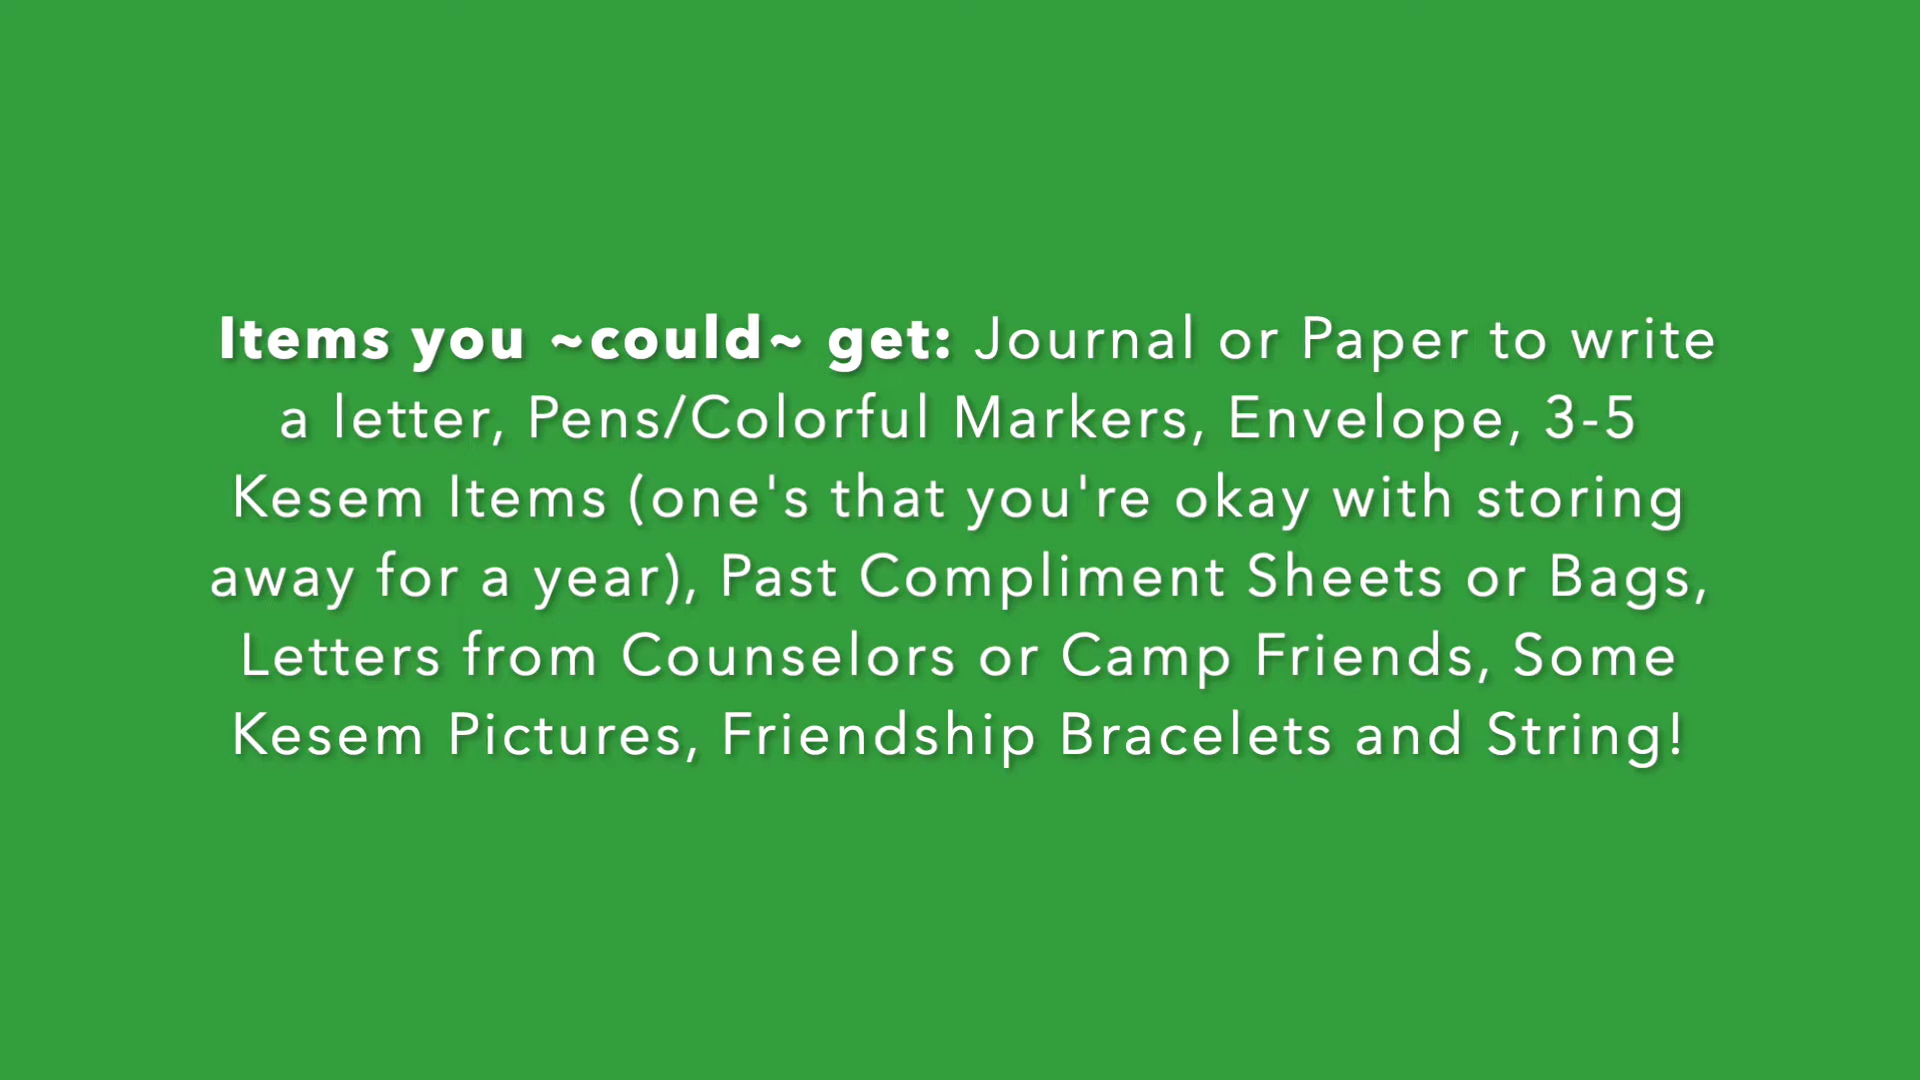 Items you ~could~ get: Journal or Paper to write
a letter, Pens/Colorful Markers, Envelope, 3-5
Kesem Items (one's that you're okay with storing
away for a year), Past Compliment Sheets or Bags,
Letters from Counselors or Camp Friends, Some
Kesem Pictures, Friendship Bracelets and String!